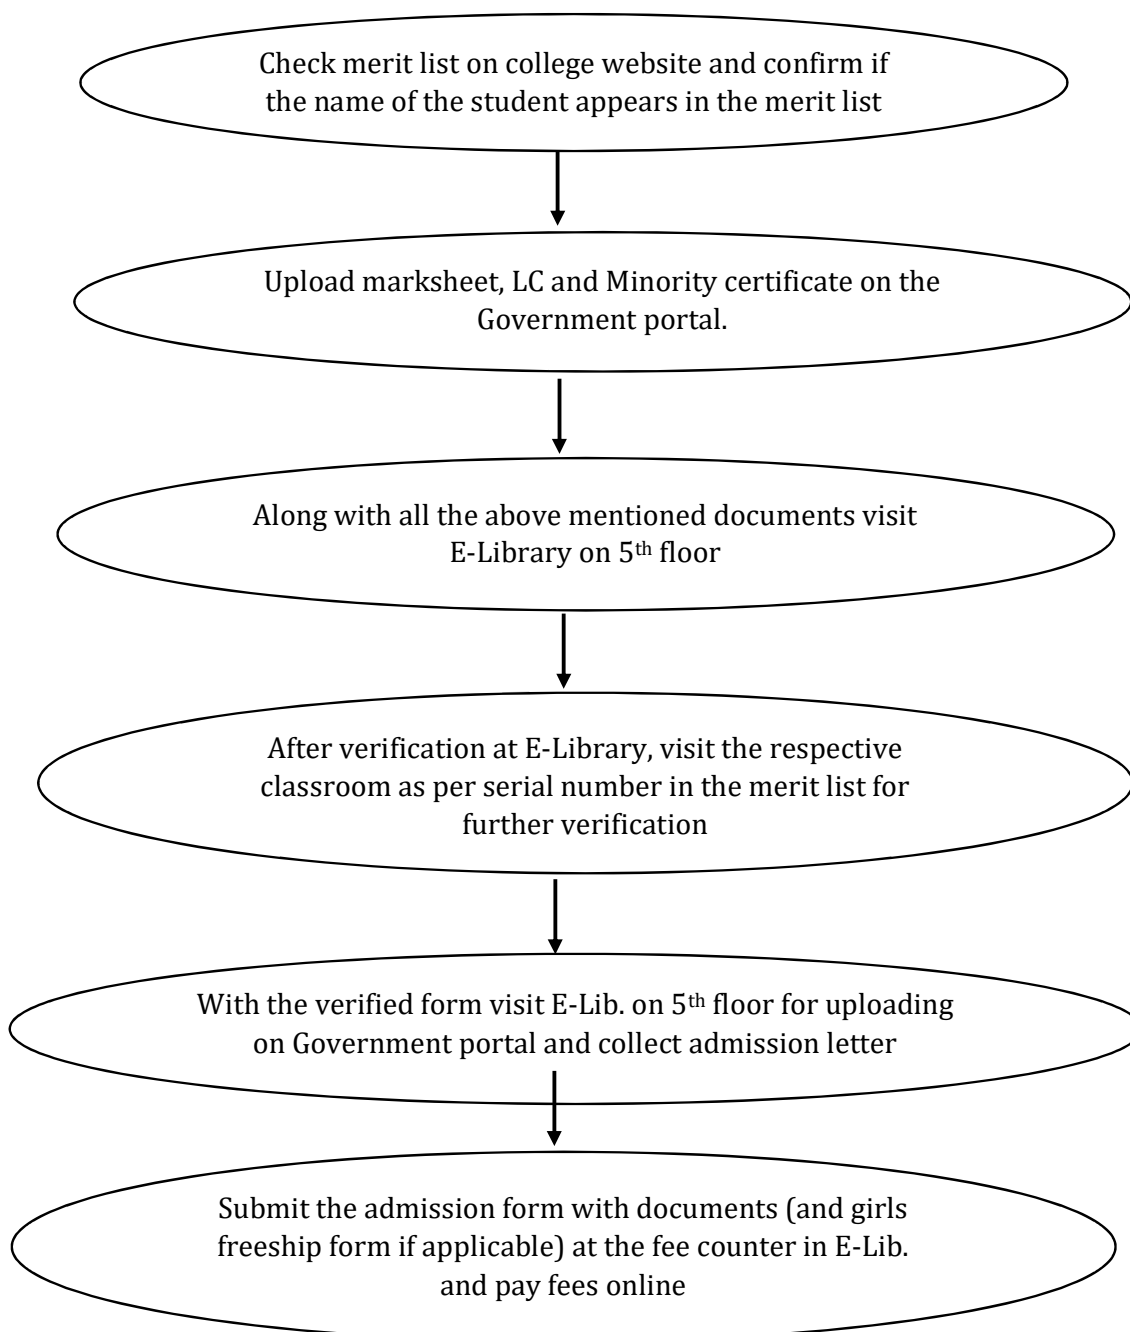 Check merit list on college website and confirm if
the name of the student appears in the merit list
Upload marksheet, LC and Minority certificate on the
Government portal.
Along with all the above mentioned documents visit
E-Library on 5th floor
After verification at E-Library, visit the respective
classroom as per serial number in the merit list for
further verification
With the verified form visit E-Lib. on 5th floor for uploading
on Government portal and collect admission letter
Submit the admission form with documents (and girls
freeship form if applicable) at the fee counter in E-Lib.
and pay fees online